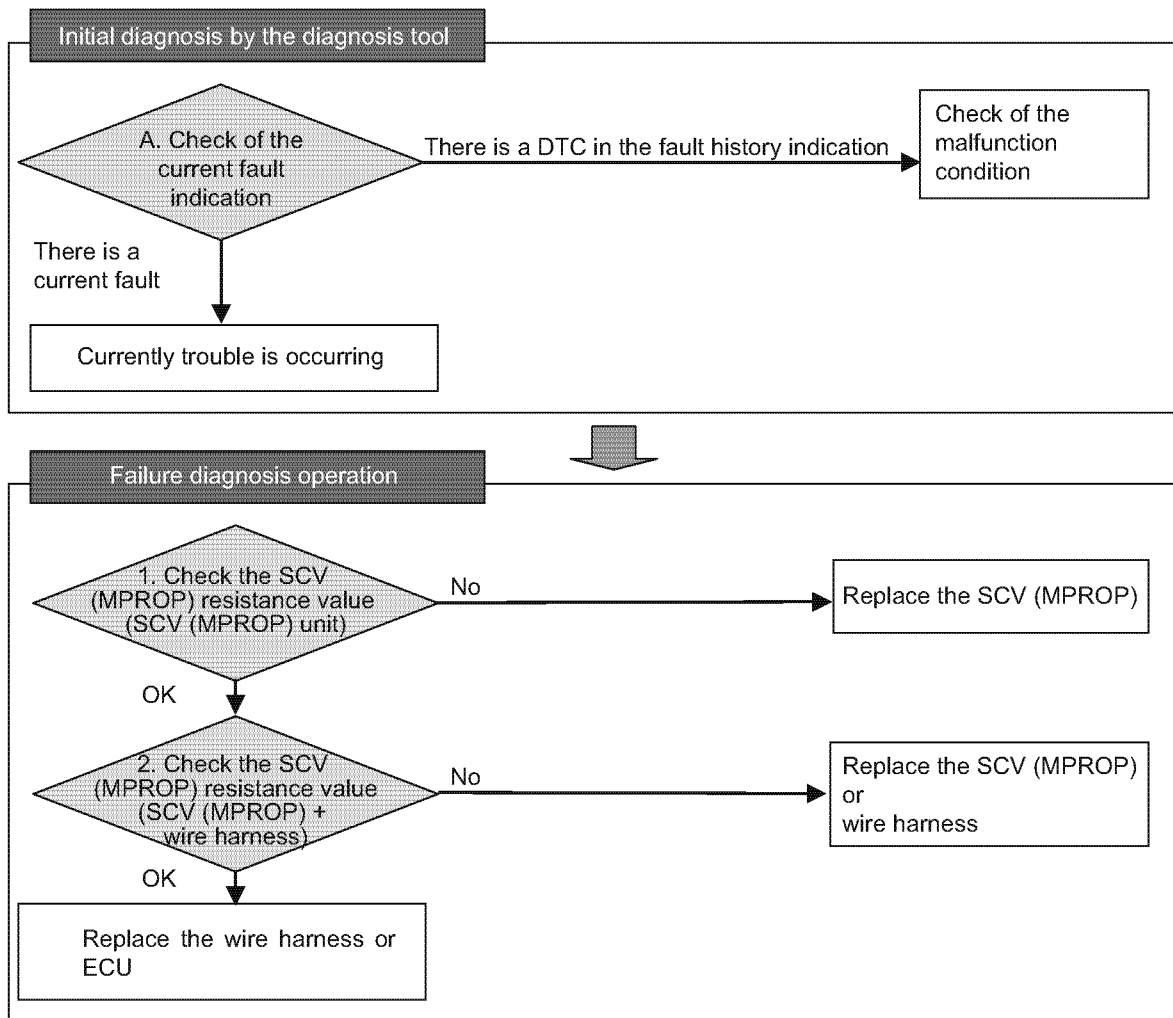 Initial diagnosis by the diagnosis tool
A. Check of the
current fault
indication
There is a DTC in the fault history indication
Check of the
malfunction
condition
There is a
current fault
Currently trouble is occurring
Failure diagnosis operation
1. Check the SCV
(MPROP) resistance value
(SCV (MPROP) unit)
No
Replace the SCV (MPROP)
OK
2. Check the SCV
(MPROP) resistance value
(SCV (MPROP) +
wire harness)
No
Replace the SCV (MPROP)
or
wire harness
OK
Replace the wire harness or
ECU